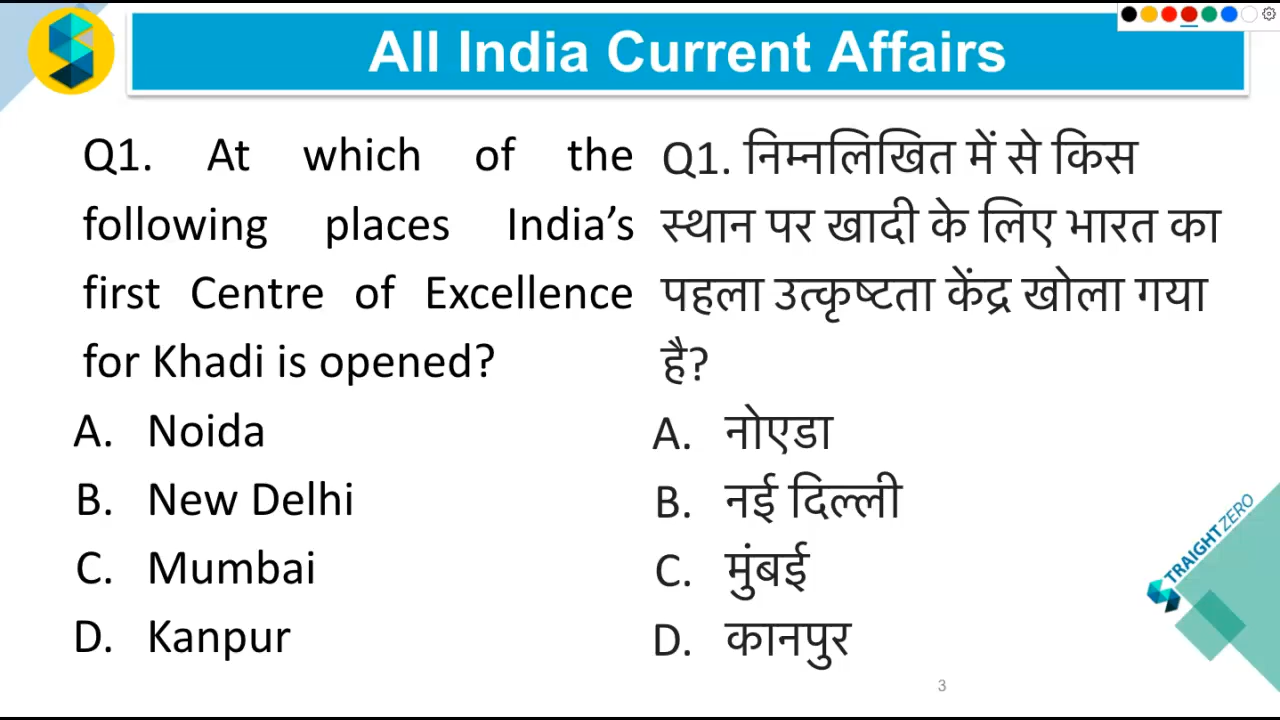 All India Current Affairs
Q1. At which of the
following places India’s
first Centre of Excellence
for Khadi is opened?
A. Noida
B. New Delhi
C. Mumbai
D. Kanpur
Q1. निम्नलिखित में से किस
स्थान पर खादी के लिए भारत का
पहला उत्कृष्टता केंद्र खोला गया
है?
A. नोएडा
B. नई दिल्ली
C. मुंबई
D. कानपुर
TRAIGHTZERO
3